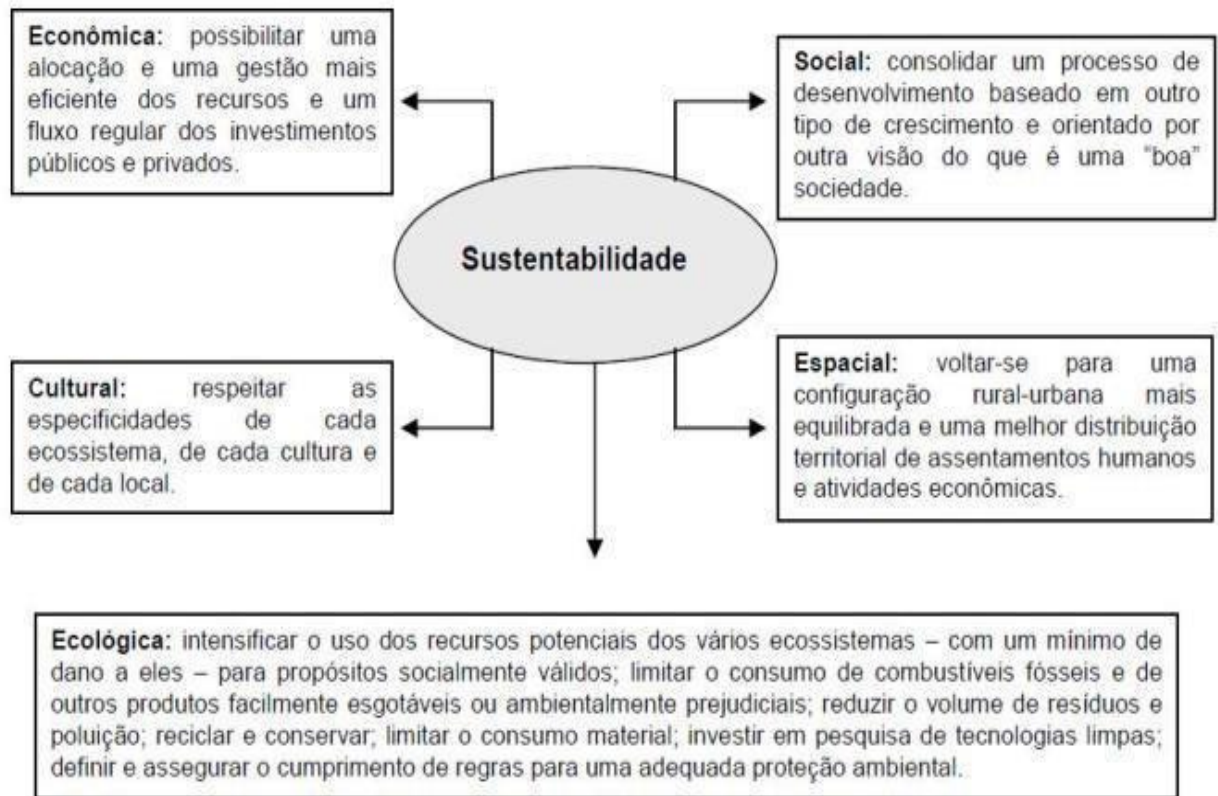 Econômica: possibilitar uma
alocação e uma gestão mais
eficiente dos recursos e um
fluxo regular dos investimentos
públicos e privados.
Social: consolidar um processo de
desenvolvimento baseado em outro
tipo de crescimento e orientado por
outra visão do que é uma “boa”
sociedade.
Sustentabilidade
Cultural: respeitar as
especificidades de cada
ecossistema, de cada cultura e
de cada local.
Espacial: voltar-se para uma
configuração rural-urbana mais
equilibrada e uma melhor distribuição
territorial de assentamentos humanos
e atividades econômicas.
Ecológica: intensificar o uso dos recursos potenciais dos vários ecossistemas – com um mínimo de
dano a eles – para propósitos socialmente válidos; limitar o consumo de combustíveis fósseis e de
outros produtos facilmente esgotáveis ou ambientalmente prejudiciais; reduzir o volume de resíduos e
poluição; reciclar e conservar; limitar o consumo material; investir em pesquisa de tecnologias limpas;
definir e assegurar o cumprimento de regras para uma adequada proteção ambiental.